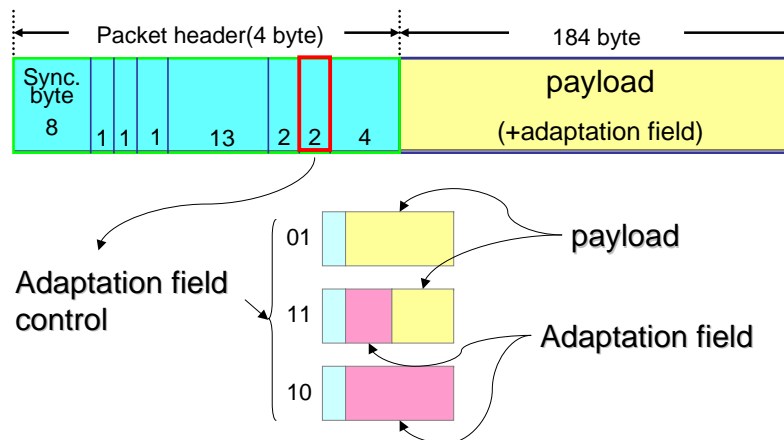 Packet header(4 byte)
184 byte
Sync.
byte
8
1
1
1
13
2
2
4
payload
(+adaptation field)
01
payload
Adaptation field
control
11
Adaptation field
10